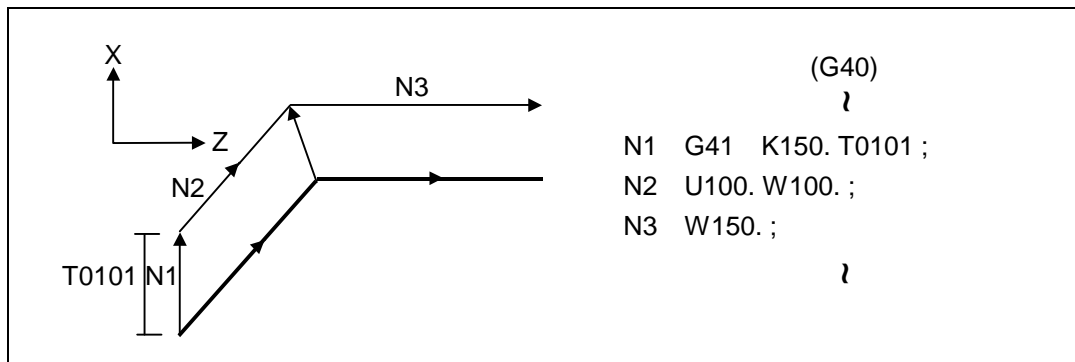 X
Z
N3
N2
T0101 N1
(G40)
~
N1 G41 K150. T0101 ;
N2 U100. W100. ;
N3 W150. ;
~